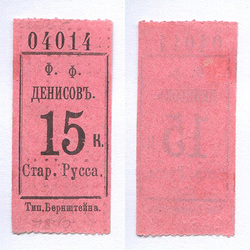 04014
Ф. Ф.
ДЕНИСОВЪ.
15 к.
Стар. Русса.
Тип. Бернштейна.